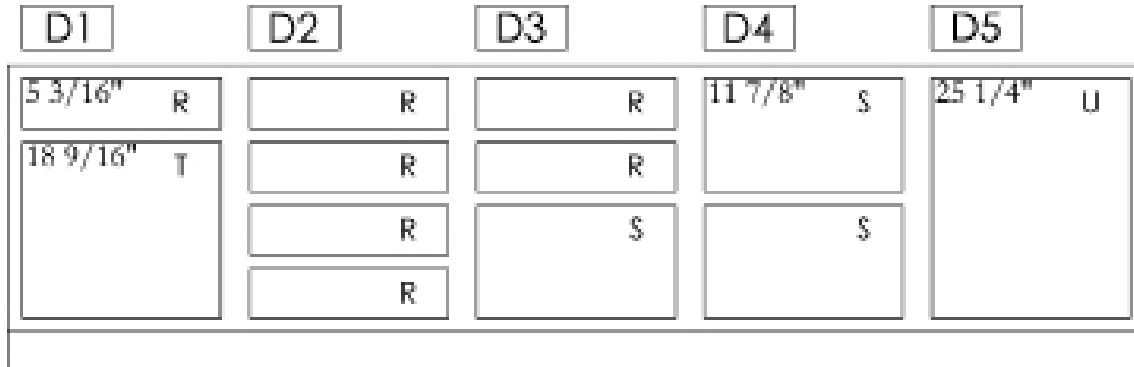 D1 D2 D3 D4 D5
5 3/16" R R R 11 7/8" S 25 1/4" U
18 9/16" T R R
R S S
R